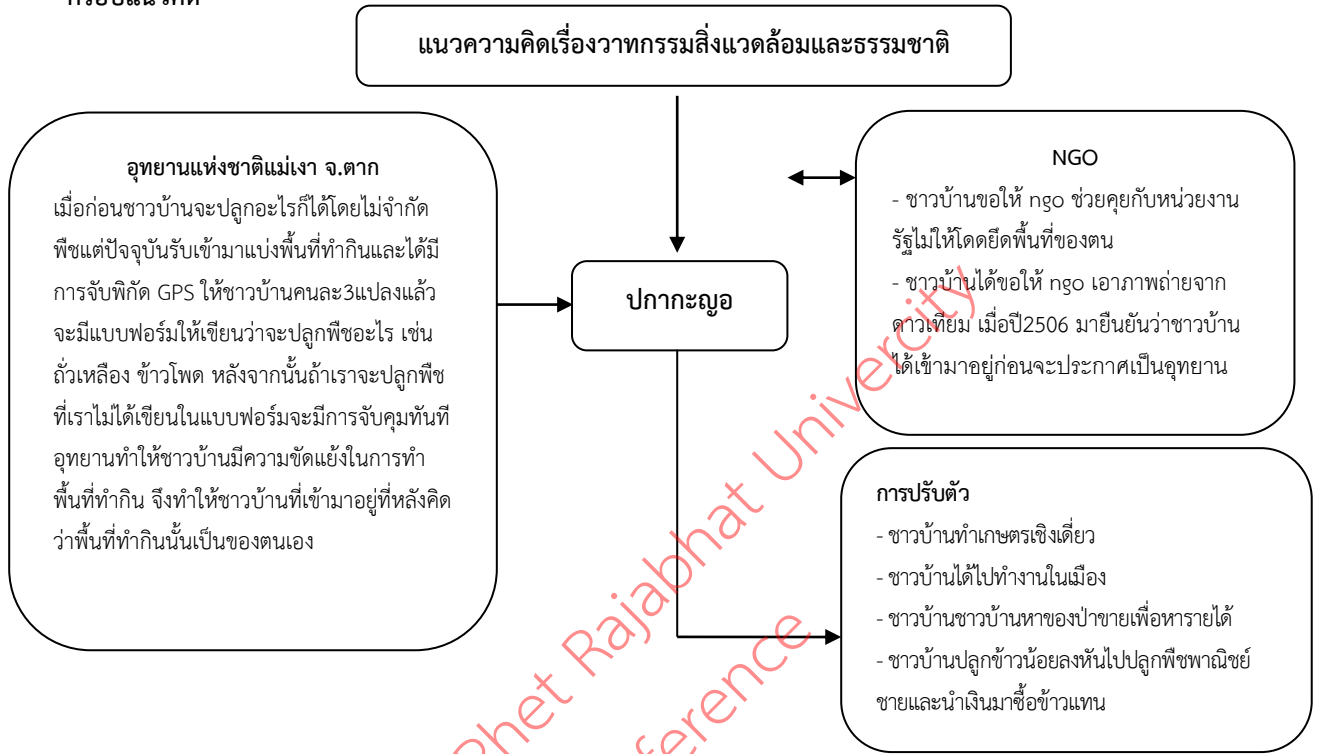 แนวความคิดเรื่องวาทกรรมสิ่งแวดล้อมและธรรมชาติ
อุทยานแห่งชาติแม่เงา จ.ตาก
เมื่อก่อนชาวบ้านจะปลูกอะไรก็ได้โดยไม่จำกัด
พืชแต่ปัจจุบันรับเข้ามาแบ่งพื้นที่ทำกินและได้มี
การจับพิกัด GPS ให้ชาวบ้านคนละ3แปลงแล้ว
จะมีแบบฟอร์มให้เขียนว่าจะปลูกพืชอะไร เช่น
ถั่วเหลือง ข้าวโพด หลังจากนั้นถ้าเราจะปลูกพืช
ที่เราไม่ได้เขียนในแบบฟอร์มจะมีการจับคุมทันที
อุทยานทำให้ชาวบ้านมีความขัดแย้งในการทำ
พื้นที่ทำกิน จึงทำให้ชาวบ้านที่เข้ามาอยู่ที่หลังคิด
ว่าพื้นที่ทำกินนั้นเป็นของตนเอง
ปกากะญอ
NGO
- ชาวบ้านขอให้ ngo ช่วยคุยกับหน่วยงาน
รัฐไม่ให้โดดยึดพื้นที่ของตน
- ชาวบ้านได้ขอให้ ngo เอาภาพถ่ายจาก
ดาวเทียม เมื่อปี2506 มายืนยันว่าชาวบ้าน
ได้เข้ามาอยู่ก่อนจะประกาศเป็นอุทยาน
การปรับตัว
- ชาวบ้านทำเกษตรเชิงเดี่ยว
- ชาวบ้านได้ไปทำงานในเมือง
- ชาวบ้านชาวบ้านหาของป่าขายเพื่อหารายได้
- ชาวบ้านปลูกข้าวน้อยลงหันไปปลูกพืชพาณิชย์
ชายและนำเงินมาซื้อข้าวแทน
Phet Rajabhat Univercity
ference